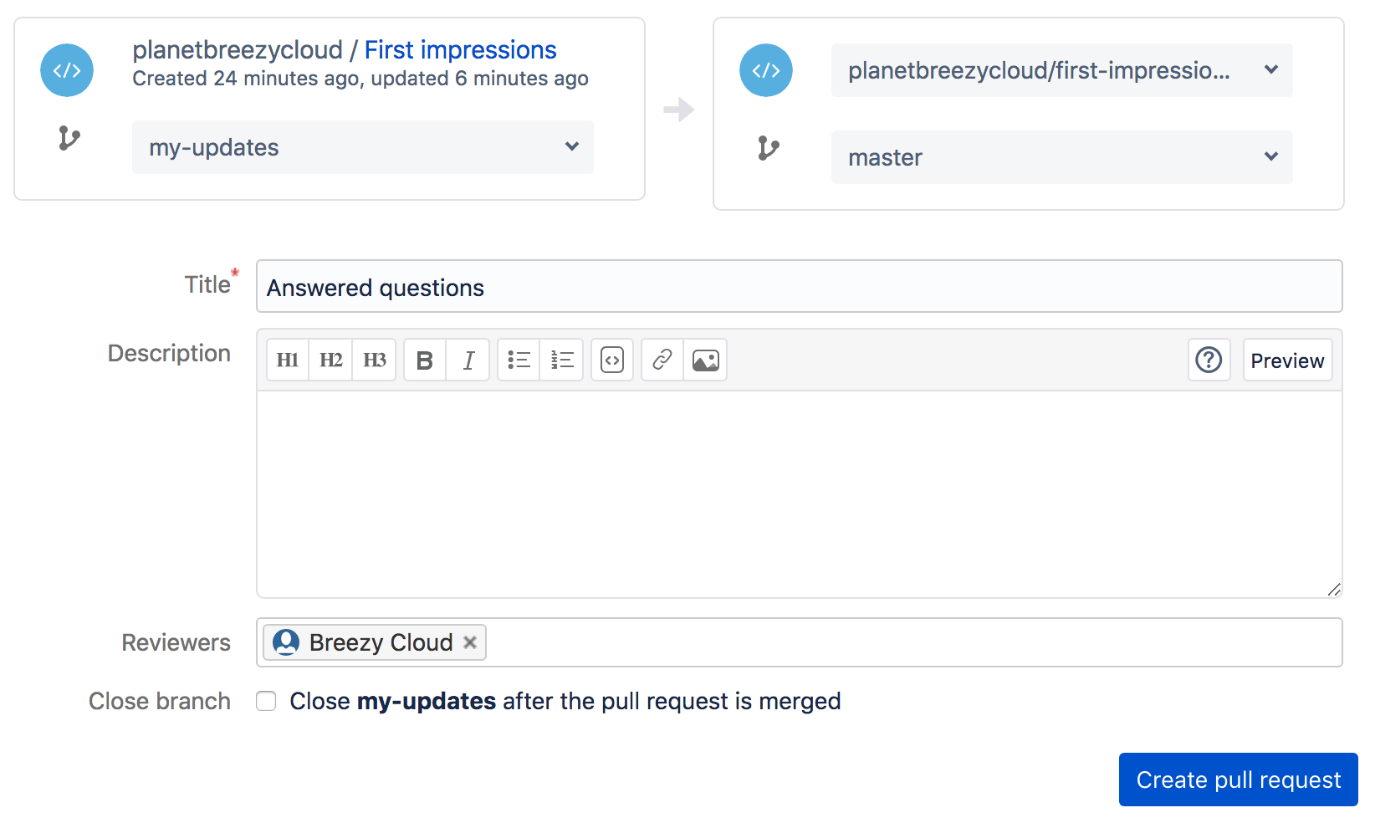 planetbreezycloud / First impressions
Created 24 minutes ago, updated 6 minutes ago
my-updates
planetbreezycloud/first-impressio...
master
Title*
Answered questions
Description
H1 H2 H3 B I Preview
Reviewers
Breezy Cloud ×
Close branch
Close my-updates after the pull request is merged
Create pull request